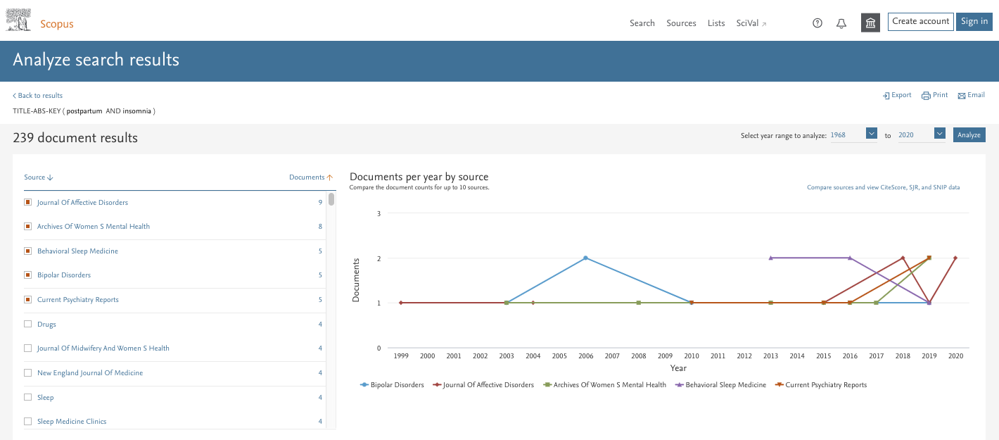 Scopus
Search Sources Lists SciVal
Create account Sign in
Analyze search results
Back to results
Export Print Email
TITLE-ABS-KEY ( postpartum AND insomnia )
239 document results
Select year range to analyze: 1968 to 2020 Analyze
Source Documents
Journal Of Affective Disorders 9
Archives Of Women S Mental Health 8
Behavioral Sleep Medicine 5
Bipolar Disorders 5
Current Psychiatry Reports 5
Drugs 4
Journal Of Midwifery And Women S Health 4
New England Journal Of Medicine 4
Sleep 4
Sleep Medicine Clinics 4
Documents per year by source
Compare the document counts for up to 10 sources.
Compare sources and view CiteScore, SJR, and SNIP data
3
2
1
0
Documents
1999 2000 2001 2002 2003 2004 2005 2006 2007 2008 2009 2010 2011 2012 2013 2014 2015 2016 2017 2018 2019 2020
Year
Bipolar Disorders Journal Of Affective Disorders Archives Of Women S Mental Health Behavioral Sleep Medicine Current Psychiatry Reports